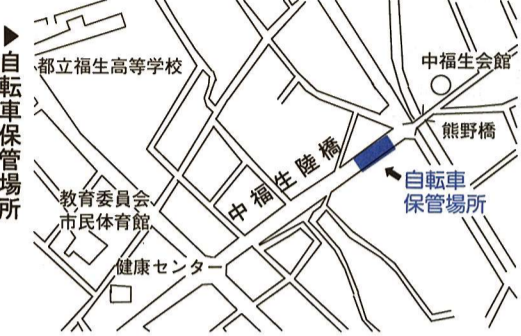 ▶自転車保管場所
都立福生高等学校
中福生会館
熊野橋
中福生陸橋
自転車
保管場所
教育委員会
市民体育館
健康センター